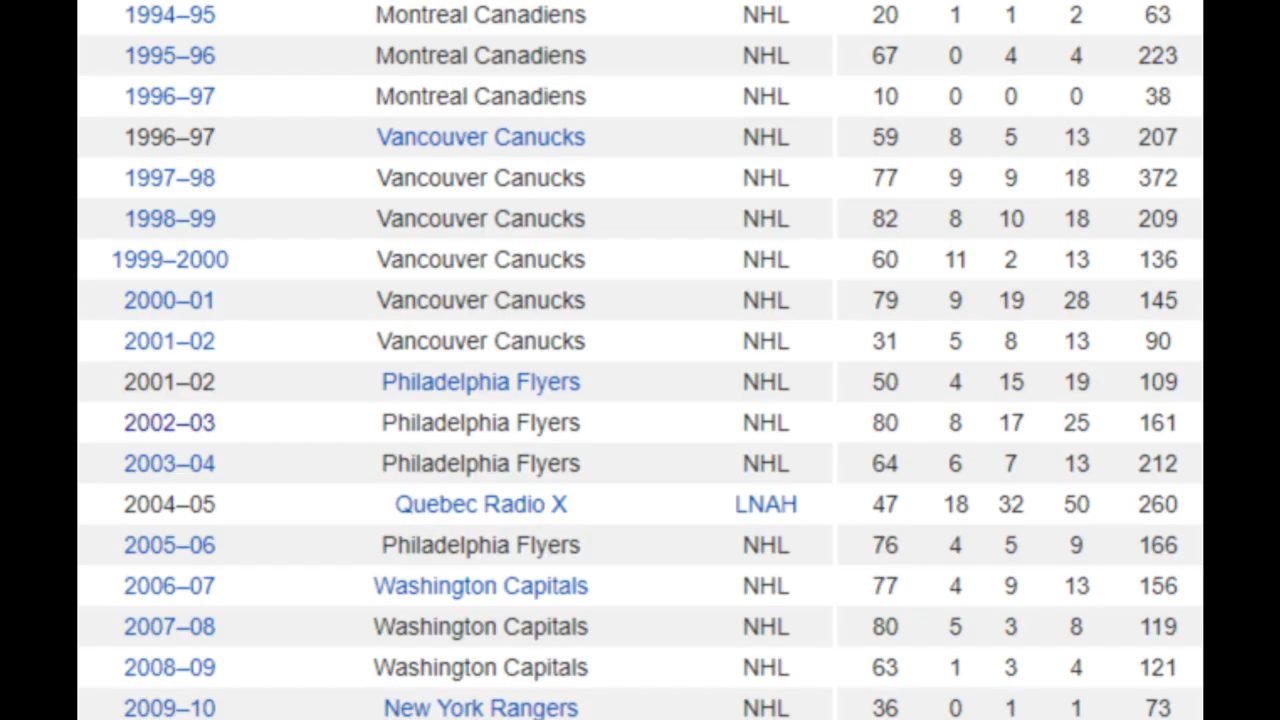 1994–95 Montreal Canadiens NHL 20 1 1 2 63
1995–96 Montreal Canadiens NHL 67 0 4 4 223
1996–97 Montreal Canadiens NHL 10 0 0 0 38
1996–97 Vancouver Canucks NHL 59 8 5 13 207
1997–98 Vancouver Canucks NHL 77 9 9 18 372
1998–99 Vancouver Canucks NHL 82 8 10 18 209
1999–2000 Vancouver Canucks NHL 60 11 2 13 136
2000–01 Vancouver Canucks NHL 79 9 19 28 145
2001–02 Vancouver Canucks NHL 31 5 8 13 90
2001–02 Philadelphia Flyers NHL 50 4 15 19 109
2002–03 Philadelphia Flyers NHL 80 8 17 25 161
2003–04 Philadelphia Flyers NHL 64 6 7 13 212
2004–05 Quebec Radio X LNAH 47 18 32 50 260
2005–06 Philadelphia Flyers NHL 76 4 5 9 166
2006–07 Washington Capitals NHL 77 4 9 13 156
2007–08 Washington Capitals NHL 80 5 3 8 119
2008–09 Washington Capitals NHL 63 1 3 4 121
2009–10 New York Rangers NHL 36 0 1 1 73